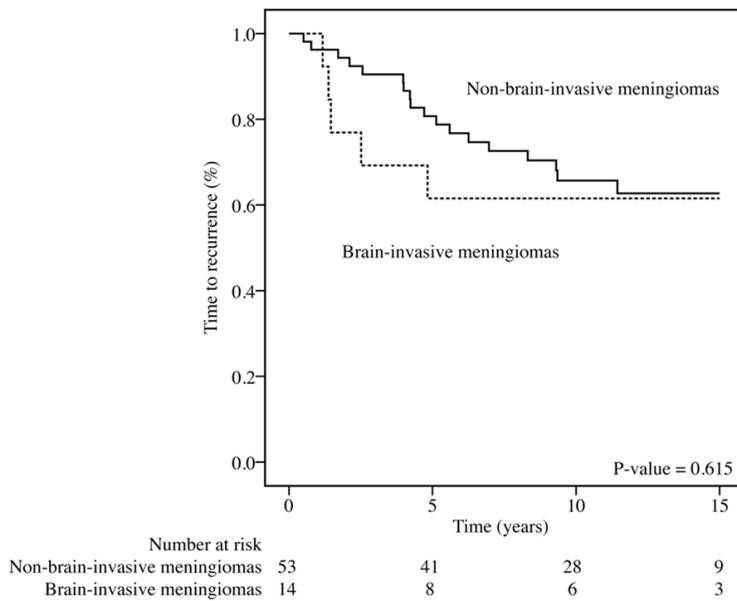 1.0
0.8
0.6
0.4
0.2
0.0
Time to recurrence (%)
Non-brain-invasive meningiomas
Brain-invasive meningiomas
P-value = 0.615
0 5 10 15
Time (years)
Number at risk
Non-brain-invasive meningiomas 53 41 28 9
Brain-invasive meningiomas 14 8 6 3